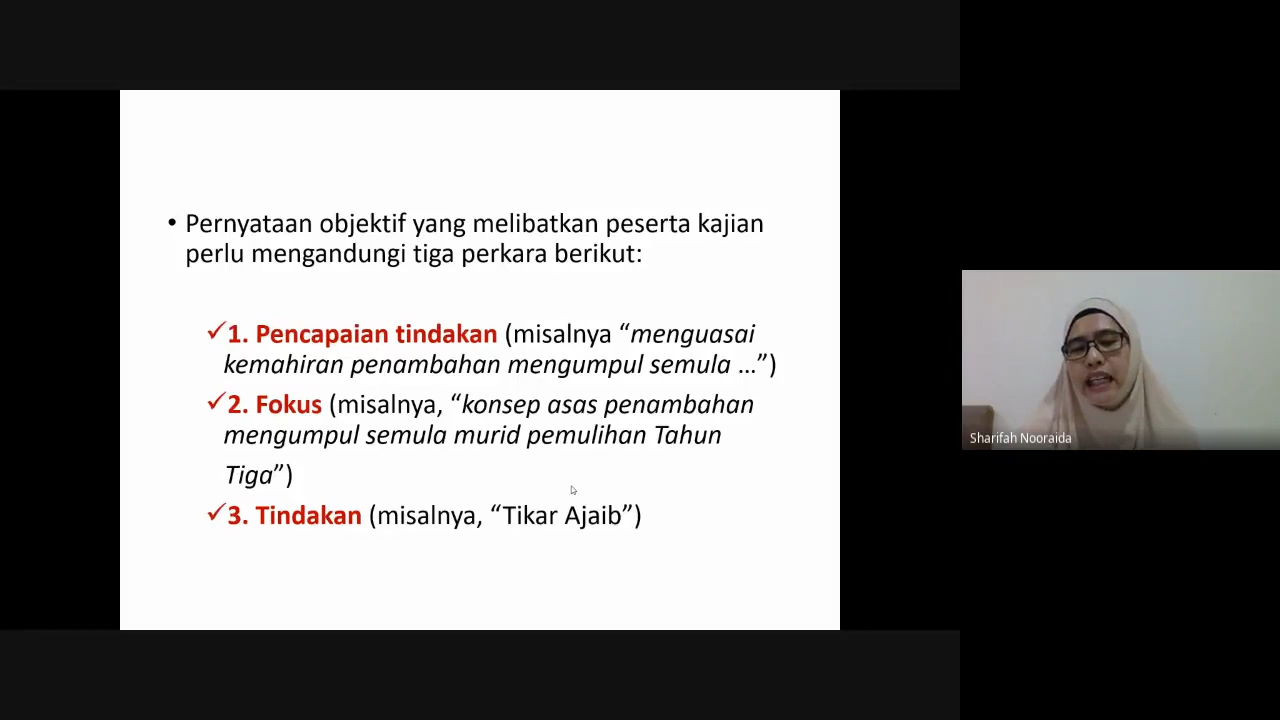 • Pernyataan objektif yang melibatkan peserta kajian
perlu mengandungi tiga perkara berikut:
✓1. Pencapaian tindakan (misalnya “menguasai
kemahiran penambahan mengumpul semula …”)
✓2. Fokus (misalnya, “konsep asas penambahan
mengumpul semula murid pemulihan Tahun
Tiga”)
✓3. Tindakan (misalnya, “Tikar Ajaib”)
Sharifah Nooraida